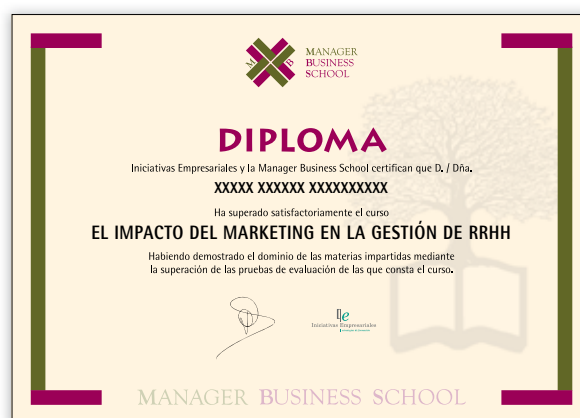 M B
MANAGER
BUSINESS
SCHOOL
DIPLOMA
Iniciativas Empresariales y la Manager Business School certifican que D. / Dña.
XXXXX XXXXXX XXXXXXXXXX
Ha superado satisfactoriamente el curso
EL IMPACTO DEL MARKETING EN LA GESTIÓN DE RRHH
Habiendo demostrado el dominio de las materias impartidas mediante
la superación de las pruebas de evaluación de las que consta el curso.
Iniciativas Empresariales
MANAGER BUSINESS SCHOOL